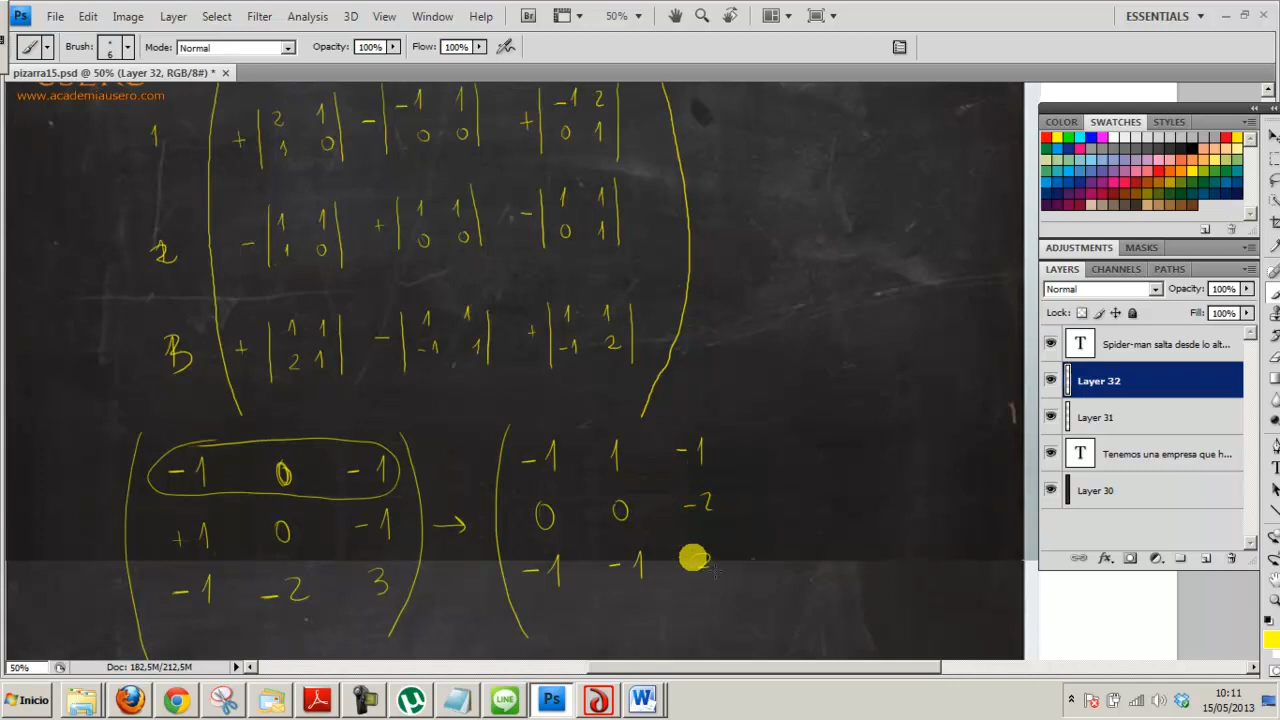 Ps File Edit Image Layer Select Filter Analysis 3D View Window Help Br 50% ESSENTIALS
Brush: 6 Mode: Normal Opacity: 100% Flow: 100%
pizarra15.psd @ 50% (Layer 32, RGB/8#) * x
www.academiausero.com
1 + | 2 1 | - | -1 1 | + | -1 2 |
| 1 0 | | 0 0 | | 0 1 |
2 - | 1 1 | + | 1 1 | - | 1 1 |
| 1 0 | | 0 0 | | 0 1 |
+ | 1 1 | - | 1 1 | + | 1 1 |
| 2 1 | | -1 1 | | -1 2 |
-1 0 -1
+1 0 -1 →
-1 -2 3
-1 1 -1
0 0 -2
-1 -1
COLOR SWATCHES STYLES
ADJUSTMENTS MASKS
LAYERS CHANNELS PATHS
Normal Opacity: 100%
Lock: Fill: 100%
T Spider-man salta desde lo alt...
Layer 32
Layer 31
T Tenemos una empresa que h...
Layer 30
fx.
50% Doc: 182,5M/212,5M
Inicio LINE Ps W 10:11
15/05/2013